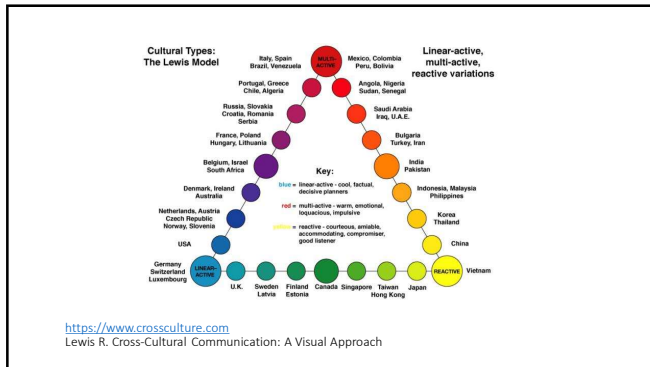 Cultural Types:
The Lewis Model
Linear-active,
multi-active,
reactive variations
MULTI-
ACTIVE
Italy, Spain
Brazil, Venezuela
Mexico, Colombia
Peru, Bolivia
Portugal, Greece
Chile, Algeria
Angola, Nigeria
Sudan, Senegal
Russia, Slovakia
Croatia, Romania
Serbia
Saudi Arabia
Iraq, U.A.E.
France, Poland
Hungary, Lithuania
Bulgaria
Turkey, Iran
Belgium, Israel
South Africa
India
Pakistan
Key:
blue = linear-active - cool, factual,
decisive planners
red = multi-active - warm, emotional,
loquacious, impulsive
yellow = reactive - courteous, amiable,
accommodating, compromiser,
good listener
Denmark, Ireland
Australia
Indonesia, Malaysia
Philippines
Netherlands, Austria
Czech Republic
Norway, Slovenia
Korea
Thailand
USA
China
Germany
Switzerland
Luxembourg
LINEAR-
ACTIVE
U.K.
Sweden
Latvia
Finland
Estonia
Canada
Singapore
Taiwan
Hong Kong
Japan
REACTIVE
Vietnam
https://www.crossculture.com
Lewis R. Cross-Cultural Communication: A Visual Approach